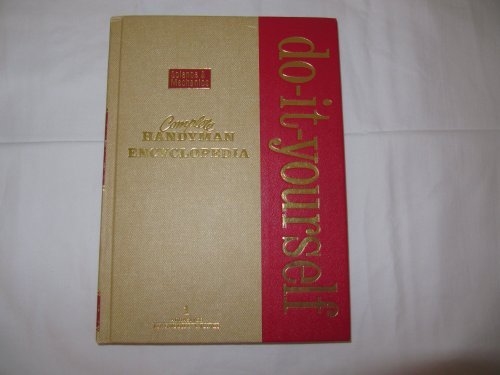 Science &
Mechanics
Complete
HANDYMAN
ENCYCLOPEDIA
do-it-yourself